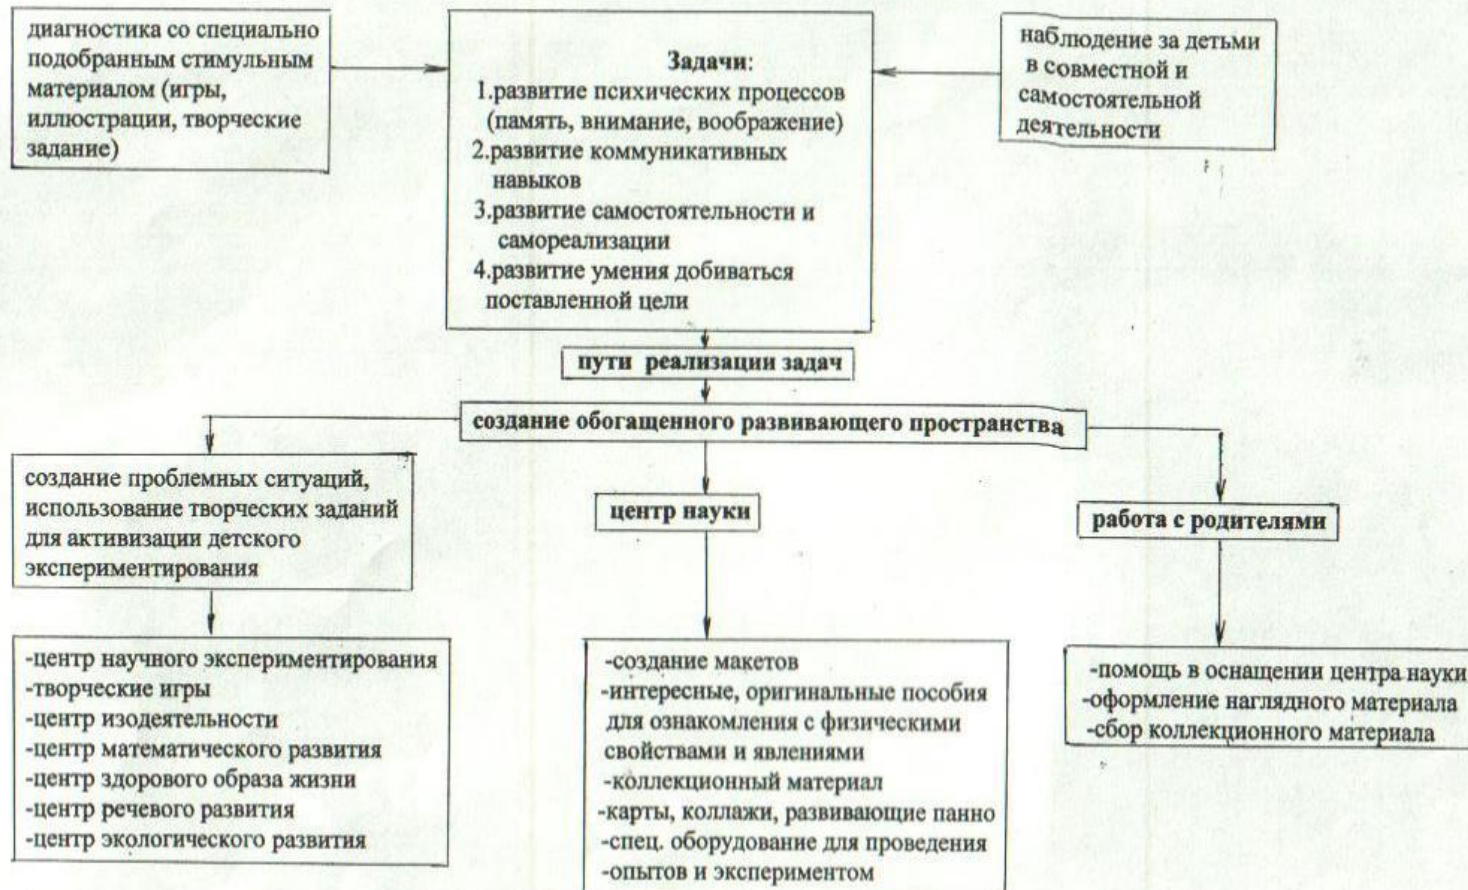 диагностика со специально
подобранным стимульным
материалом (игры,
иллюстрации, творческие
задание)
Задачи:
1.развитие психических процессов
(память, внимание, воображение)
2.развитие коммуникативных
навыков
3.развитие самостоятельности и
самореализации
4.развитие умения добиваться
поставленной цели
наблюдение за детьми
в совместной и
самостоятельной
деятельности
пути реализации задач
создание обогащенного развивающего пространства
создание проблемных ситуаций,
использование творческих заданий
для активизации детского
экспериментирования
центр науки
работа с родителями
-центр научного экспериментирования
-творческие игры
-центр изодеятельности
-центр математического развития
-центр здорового образа жизни
-центр речевого развития
-центр экологического развития
-создание макетов
-интересные, оригинальные пособия
для ознакомления с физическими
свойствами и явлениями
-коллекционный материал
-карты, коллажи, развивающие панно
-спец. оборудование для проведения
-опытов и экспериментом
-помощь в оснащении центра науки
-оформление наглядного материала
-сбор коллекционного материала